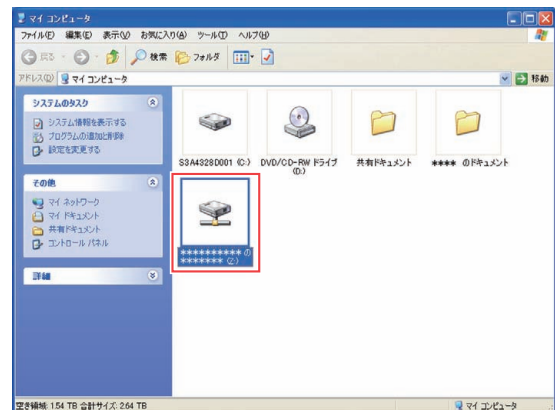 マイ コンピュータ
ファイル(F) 編集(E) 表示(V) お気に入り(A) ツール(T) ヘルプ(H)
戻る 検索 フォルダ
アドレス(D) マイ コンピュータ 移動
システムのタスク
システム情報を表示する
プログラムの追加と削除
設定を変更する
その他
マイ ネットワーク
マイ ドキュメント
共有ドキュメント
コントロール パネル
詳細
S3A4328D001 (C:) DVD/CD-RW ドライブ (D:) 共有ドキュメント **** のドキュメント
********** の
******* (Z:)
空き領域: 1.54 TB 合計サイズ: 2.64 TB マイ コンピュータ